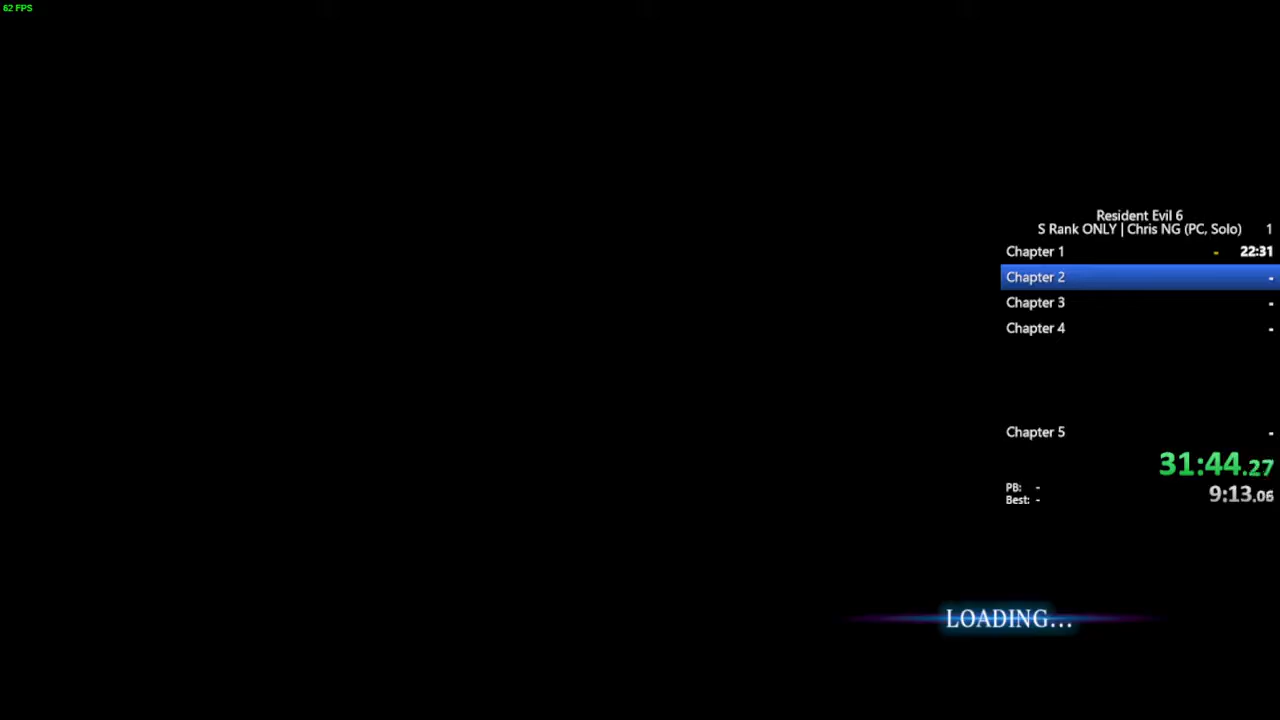 62 FPS
Resident Evil 6
S Rank ONLY | Chris NG (PC, Solo) 1
Chapter 1 - 22:31
Chapter 2 -
Chapter 3 -
Chapter 4 -
Chapter 5 -
31:44.27
PB: -
9:13.06
Best: -
LOADING...